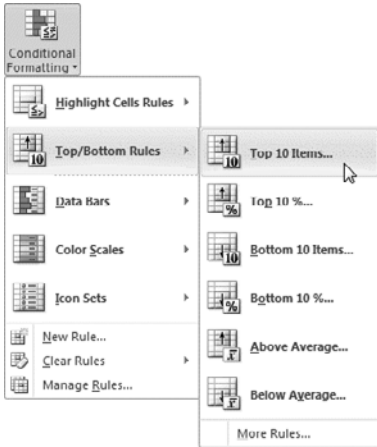 Conditional
Formatting
Highlight Cells Rules
Top/Bottom Rules
Data Bars
Color Scales
Icon Sets
New Rule...
Clear Rules
Manage Rules...
Top 10 Items...
Top 10 %...
Bottom 10 Items...
Bottom 10 %...
Above Average...
Below Average...
More Rules...